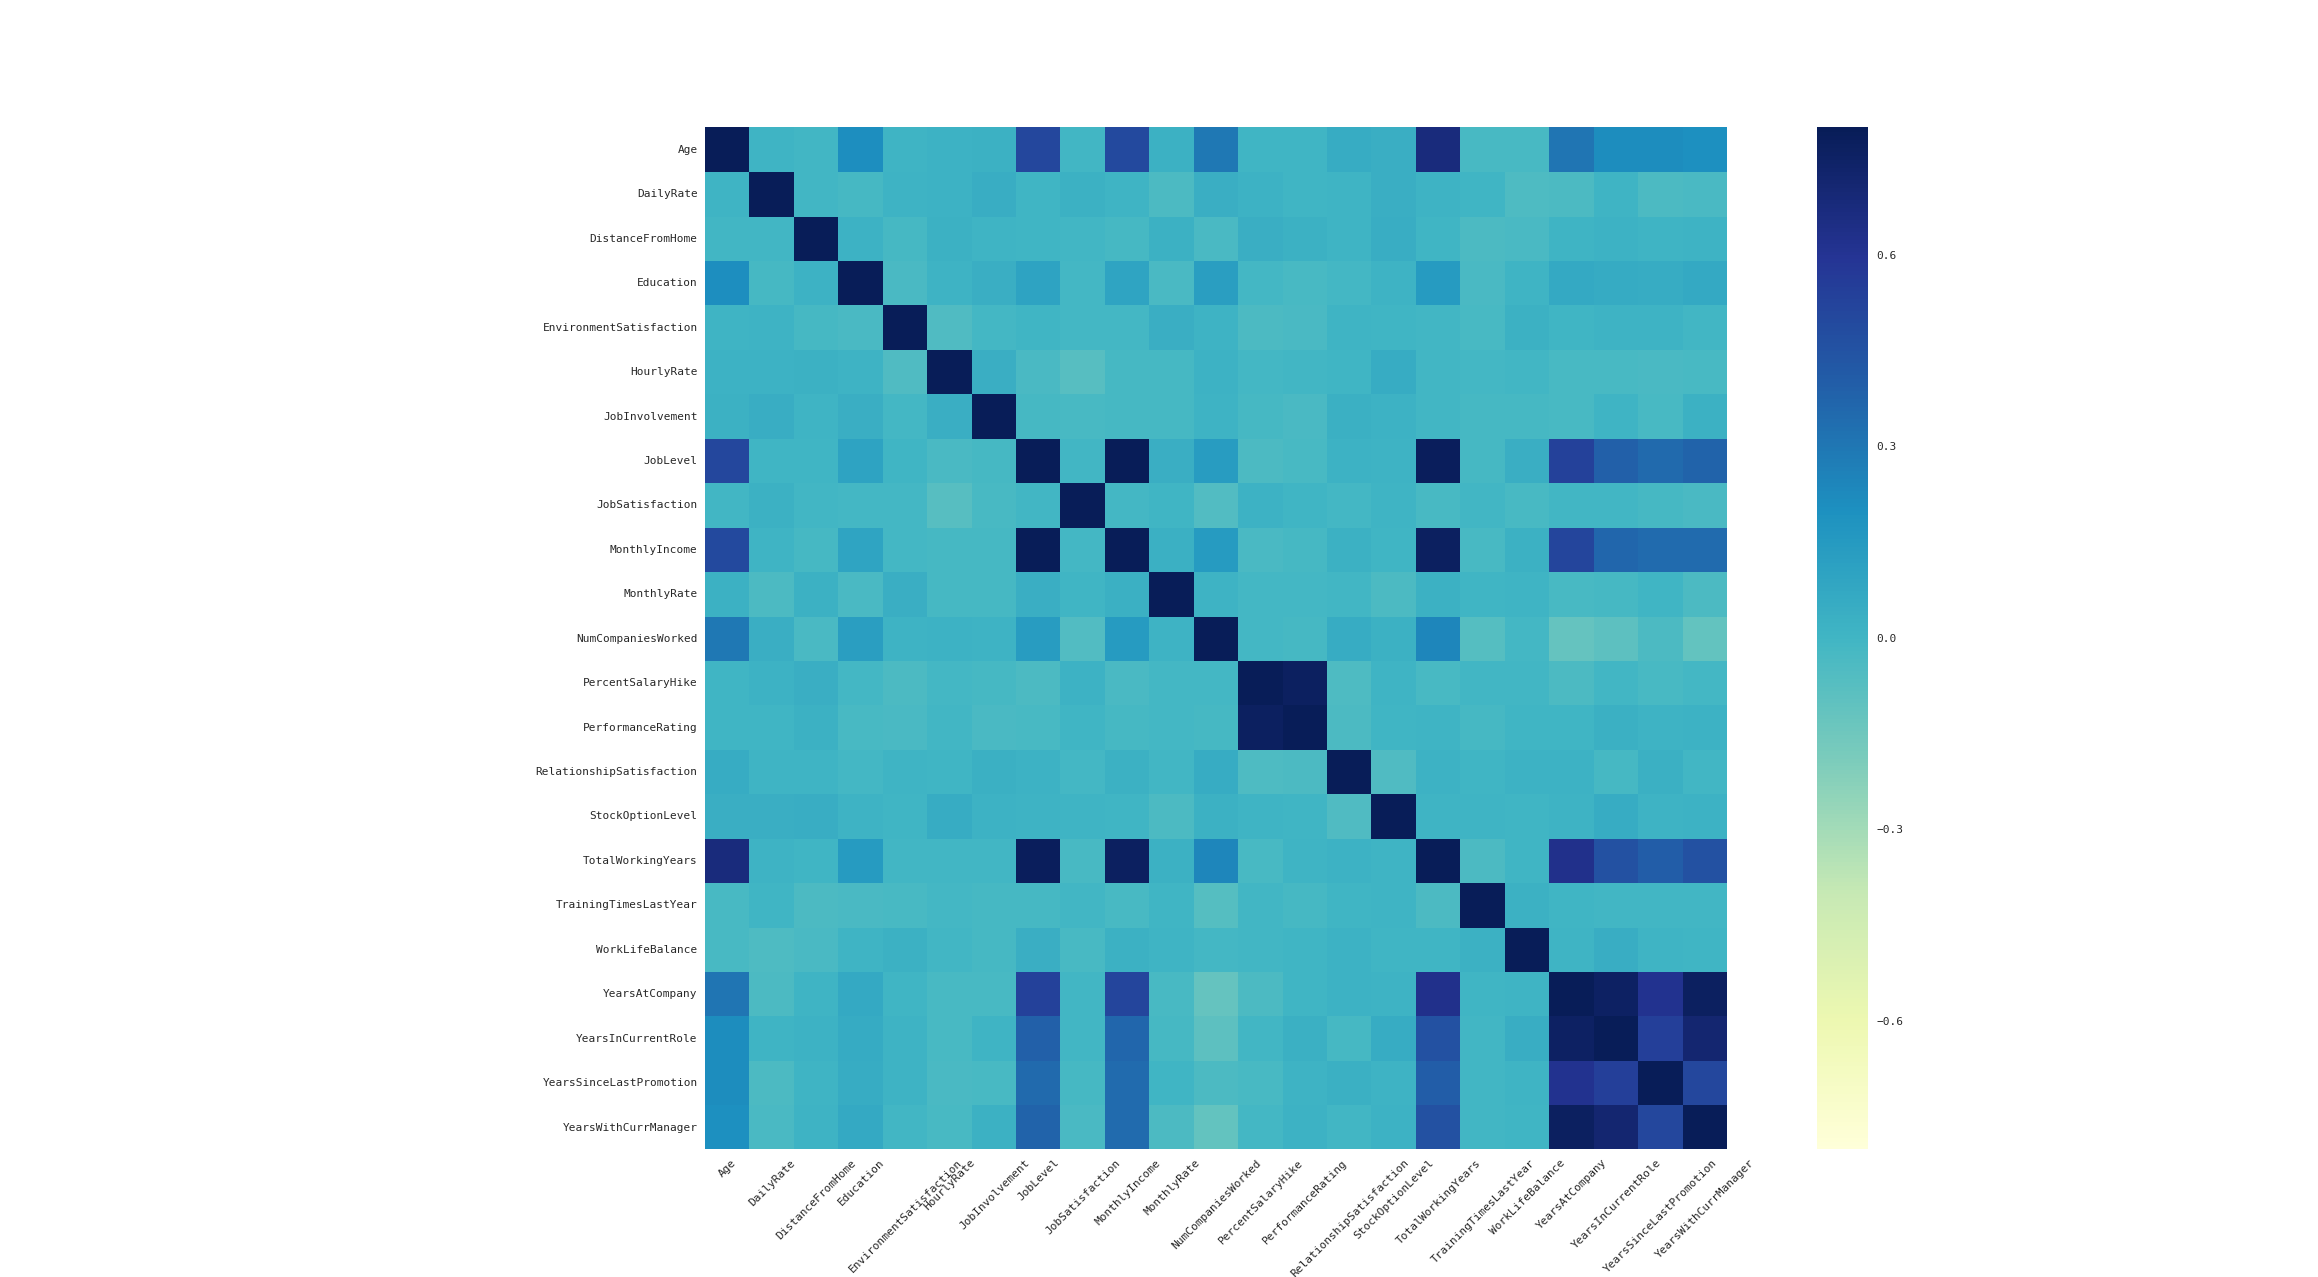 Age
DailyRate
DistanceFromHome
Education
EnvironmentSatisfaction
HourlyRate
JobInvolvement
JobLevel
JobSatisfaction
MonthlyIncome
MonthlyRate
NumCompaniesWorked
PercentSalaryHike
PerformanceRating
RelationshipSatisfaction
StockOptionLevel
TotalWorkingYears
TrainingTimesLastYear
WorkLifeBalance
YearsAtCompany
YearsInCurrentRole
YearsSinceLastPromotion
YearsWithCurrManager
Age
DailyRate
DistanceFromHome
Education
EnvironmentSatisfaction
HourlyRate
JobInvolvement
JobLevel
JobSatisfaction
MonthlyIncome
MonthlyRate
NumCompaniesWorked
PercentSalaryHike
PerformanceRating
RelationshipSatisfaction
StockOptionLevel
TotalWorkingYears
TrainingTimesLastYear
WorkLifeBalance
YearsAtCompany
YearsInCurrentRole
YearsSinceLastPromotion
YearsWithCurrManager
0.6
0.3
0.0
−0.3
−0.6